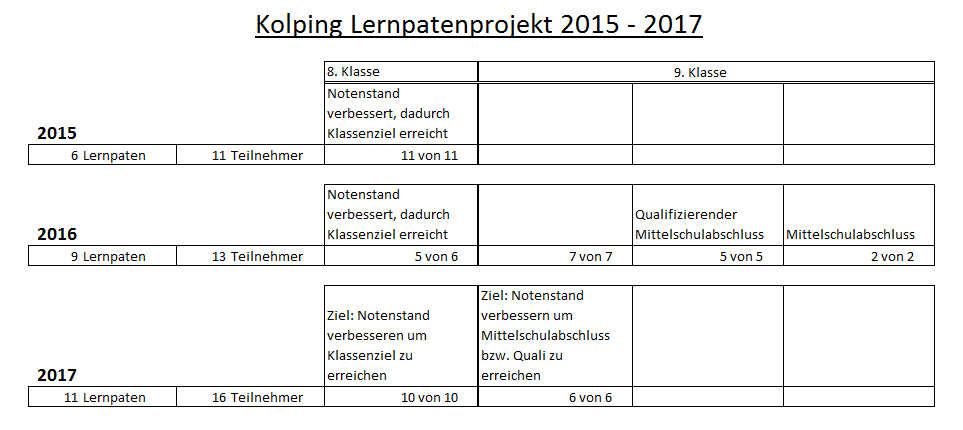 Kolping Lernpatenprojekt 2015 - 2017
8. Klasse
9. Klasse
Notenstand
verbessert, dadurch
Klassenziel erreicht
2015
6 Lernpaten
11 Teilnehmer
11 von 11
Notenstand
verbessert, dadurch
Klassenziel erreicht
Qualifizierender
Mittelschulabschluss
Mittelschulabschluss
2016
9 Lernpaten
13 Teilnehmer
5 von 6
7 von 7
5 von 5
2 von 2
Ziel: Notenstand
verbesseren um
Klassenziel zu
erreichen
Ziel: Notenstand
verbessern um
Mittelschulabschluss
bzw. Quali zu
erreichen
2017
11 Lernpaten
16 Teilnehmer
10 von 10
6 von 6